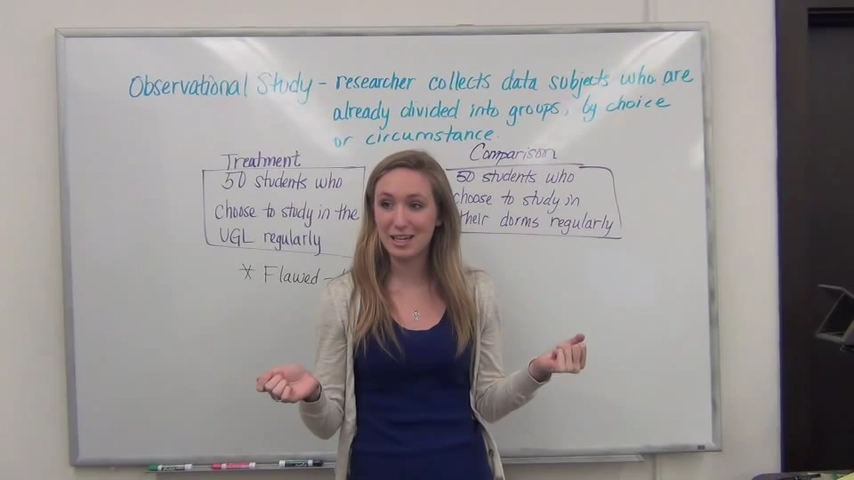 Observational Study - researcher collects data subjects who are
already divided into groups, by choice
or circumstance.
Treatment
50 students who
choose to study in the
UGL regularly
Comparison
50 students who
choose to study in
their dorms regularly
* Flawed -